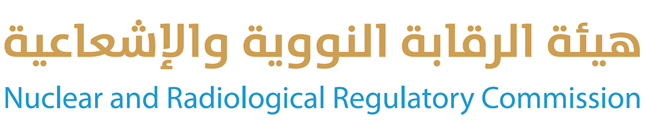 هيئة الرقابة النووية والإشعاعية
Nuclear and Radiological Regulatory Commission